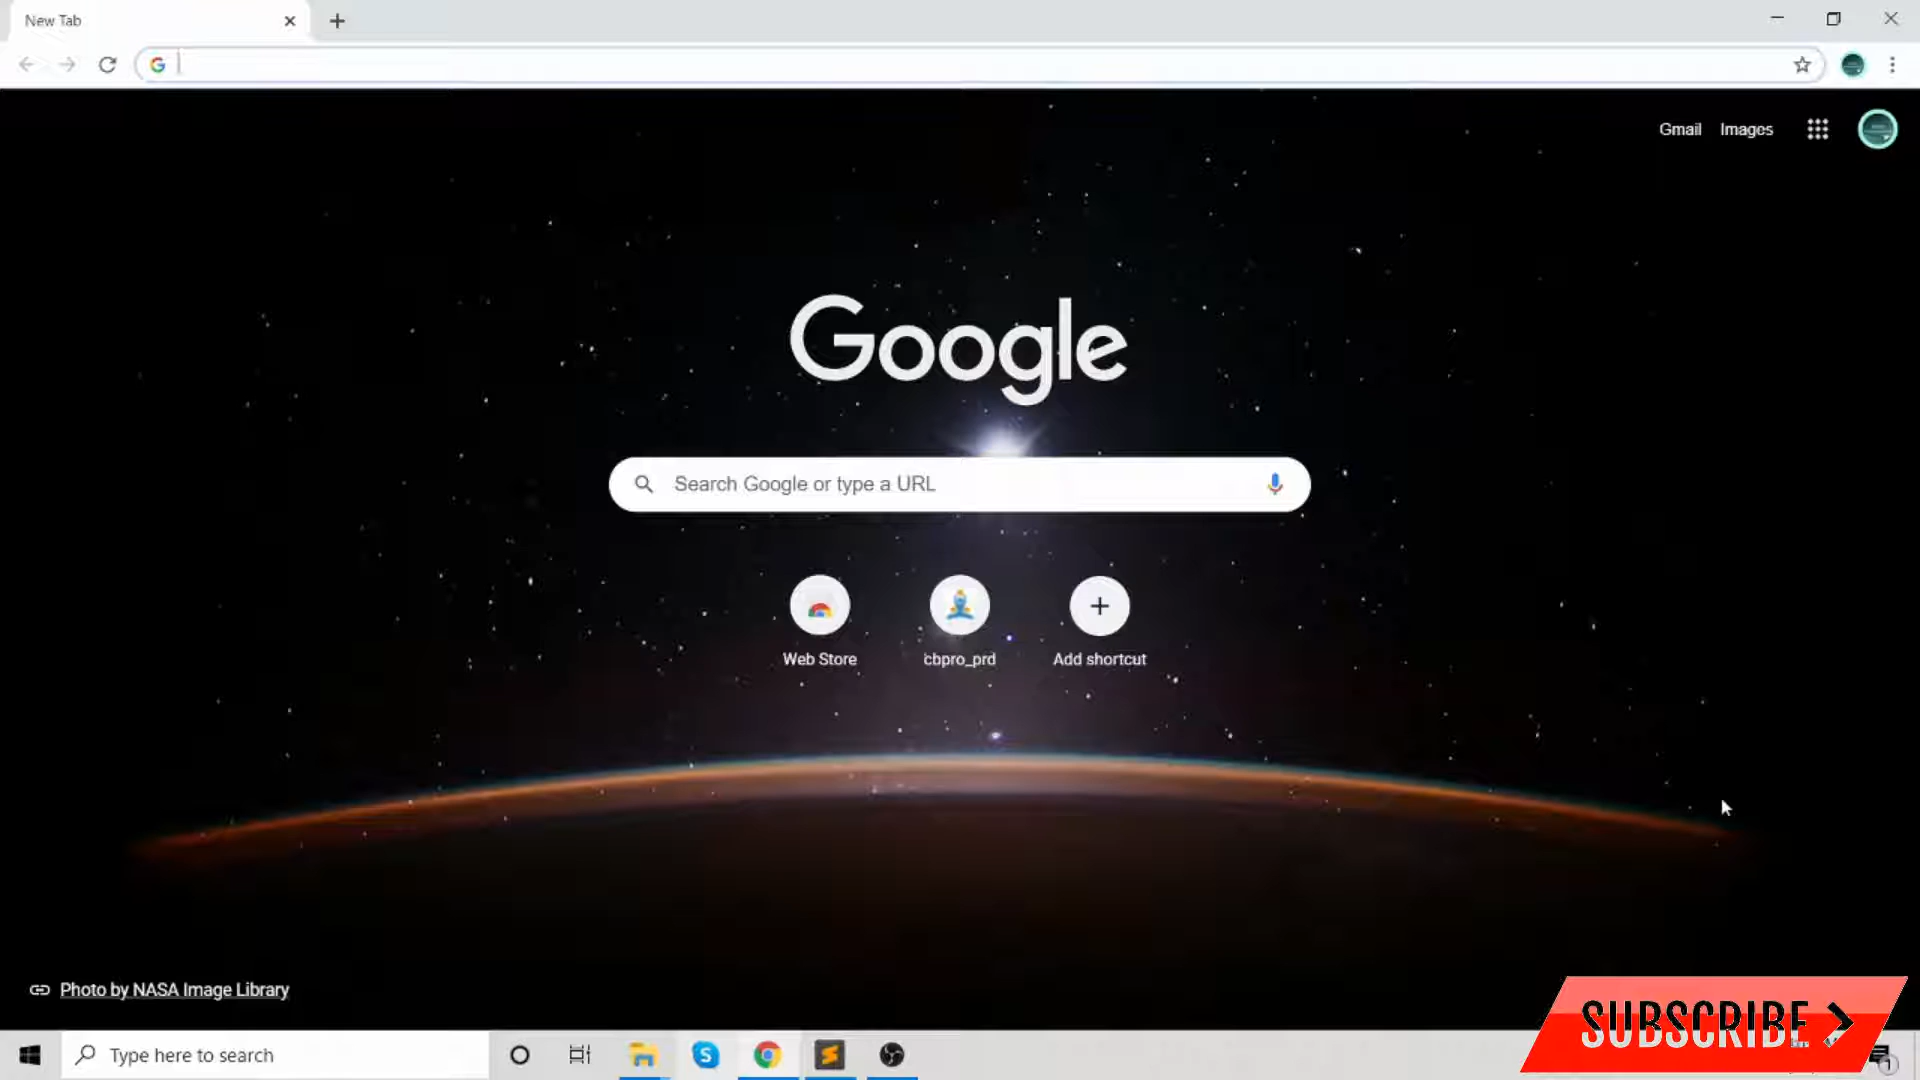 New Tab
Gmail Images
Google
Search Google or type a URL
Web Store
cbpro_prd
Add shortcut
Photo by NASA Image Library
SUBSCRIBE
Type here to search
1